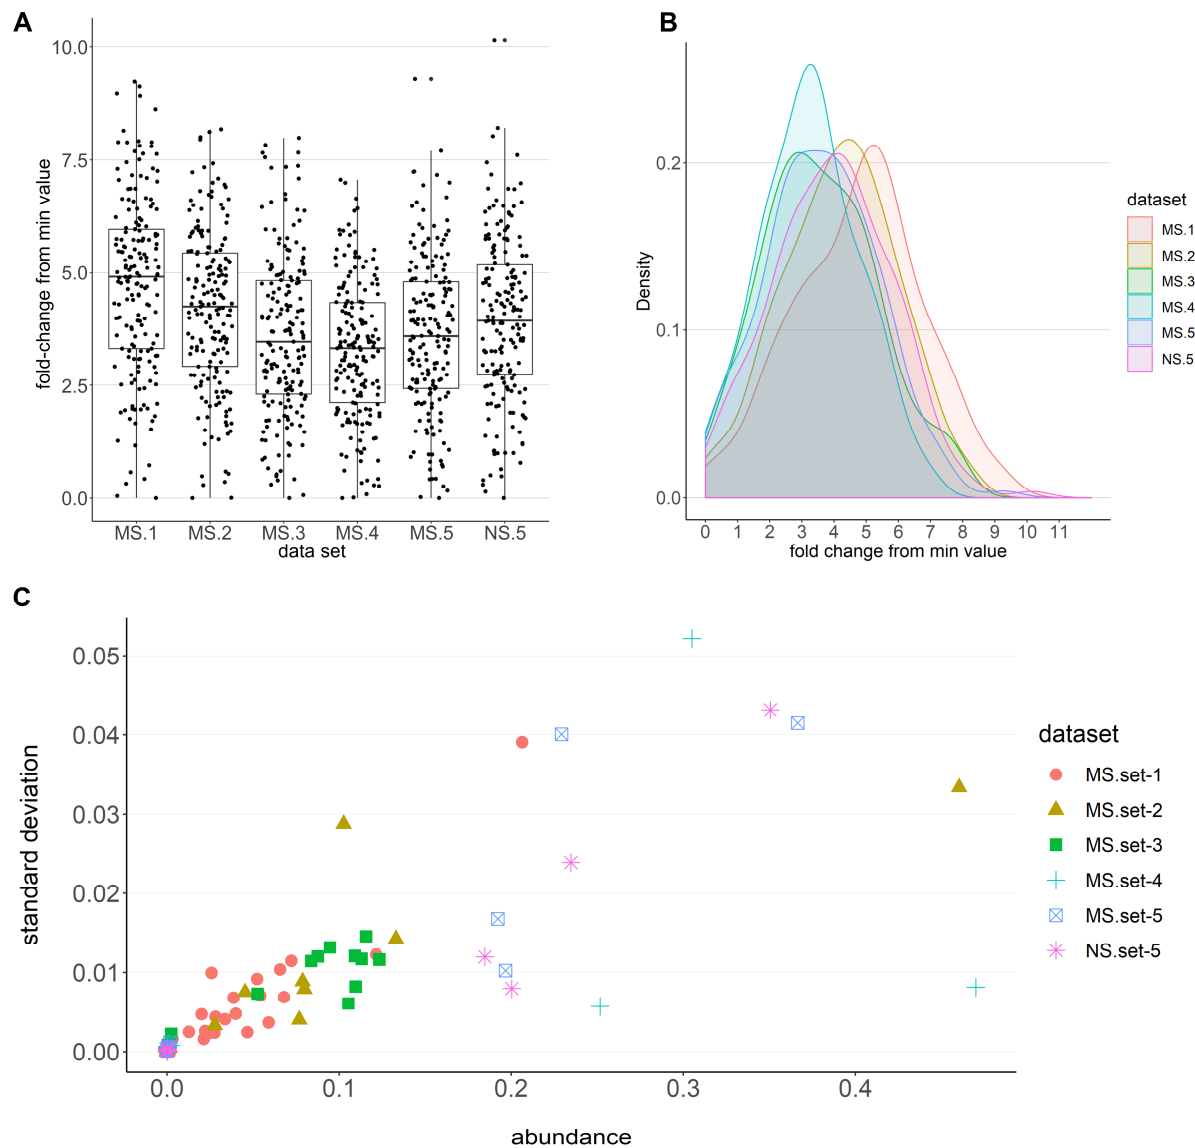 A
fold-change from min value
10.0
7.5
5.0
2.5
0.0
MS.1 MS.2 MS.3 MS.4 MS.5 NS.5
data set
B
Density
0.2
0.1
0.0
0 1 2 3 4 5 6 7 8 9 10 11
fold change from min value
dataset
MS.1
MS.2
MS.3
MS.4
MS.5
NS.5
C
standard deviation
0.05
0.04
0.03
0.02
0.01
0.00
0.0 0.1 0.2 0.3 0.4
abundance
dataset
MS.set-1
MS.set-2
MS.set-3
MS.set-4
MS.set-5
NS.set-5